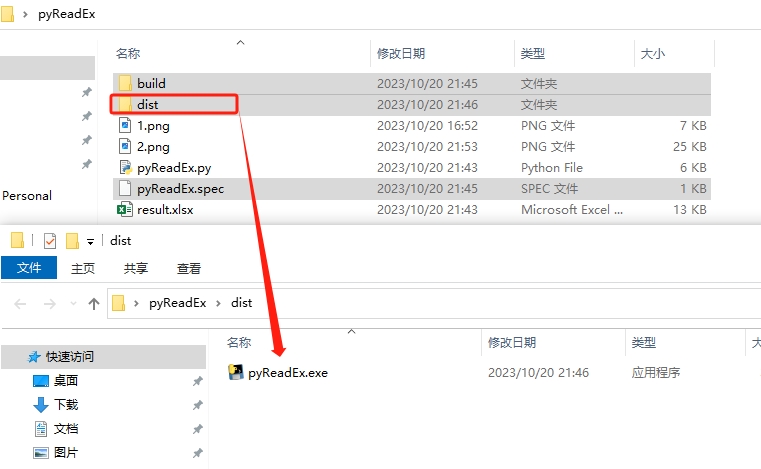 pyReadEx
名称 修改日期 类型 大小
build 2023/10/20 21:45 文件夹
dist 2023/10/20 21:46 文件夹
1.png 2023/10/20 16:52 PNG 文件 7 KB
2.png 2023/10/20 21:53 PNG 文件 25 KB
pyReadEx.py 2023/10/20 21:43 Python File 6 KB
Personal
pyReadEx.spec 2023/10/20 21:45 SPEC 文件 1 KB
result.xlsx 2023/10/20 21:43 Microsoft Excel ... 13 KB
dist
文件 主页 共享 查看
pyReadEx dist
名称 修改日期 类型
快速访问
pyReadEx.exe 2023/10/20 21:46 应用程序
桌面
下载
文档
图片